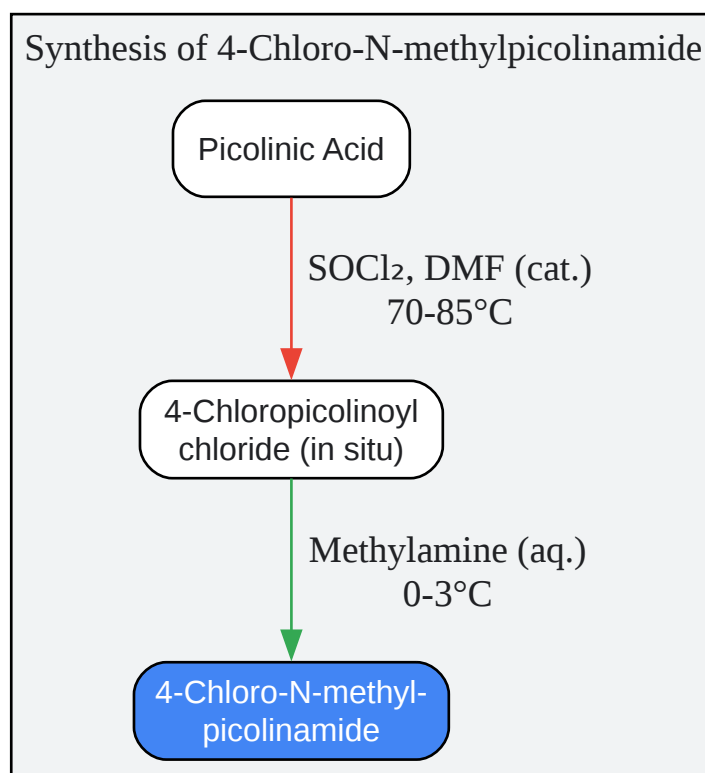 Synthesis of 4-Chloro-N-methylpicolinamide
Picolinic Acid
SOCl₂, DMF (cat.)
70-85°C
4-Chloropicolinoyl
chloride (in situ)
Methylamine (aq.)
0-3°C
4-Chloro-N-methyl-
picolinamide